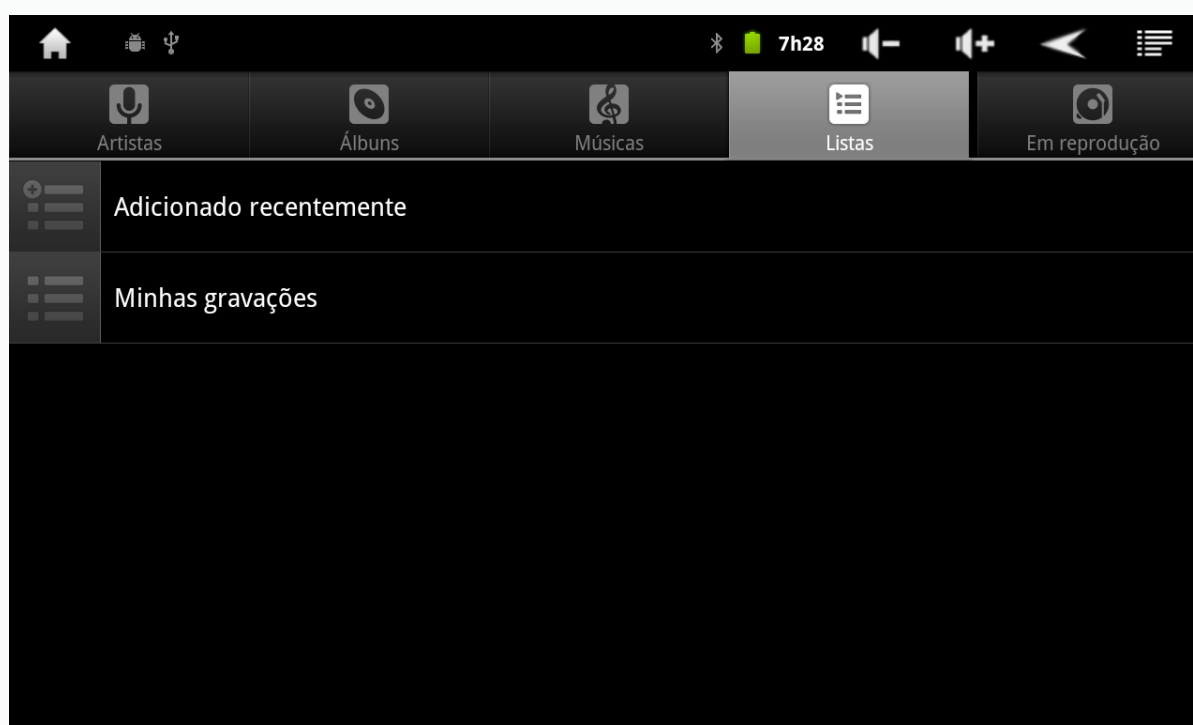 7h28
Artistas
Álbuns
Músicas
Listas
Em reprodução
Adicionado recentemente
Minhas gravações